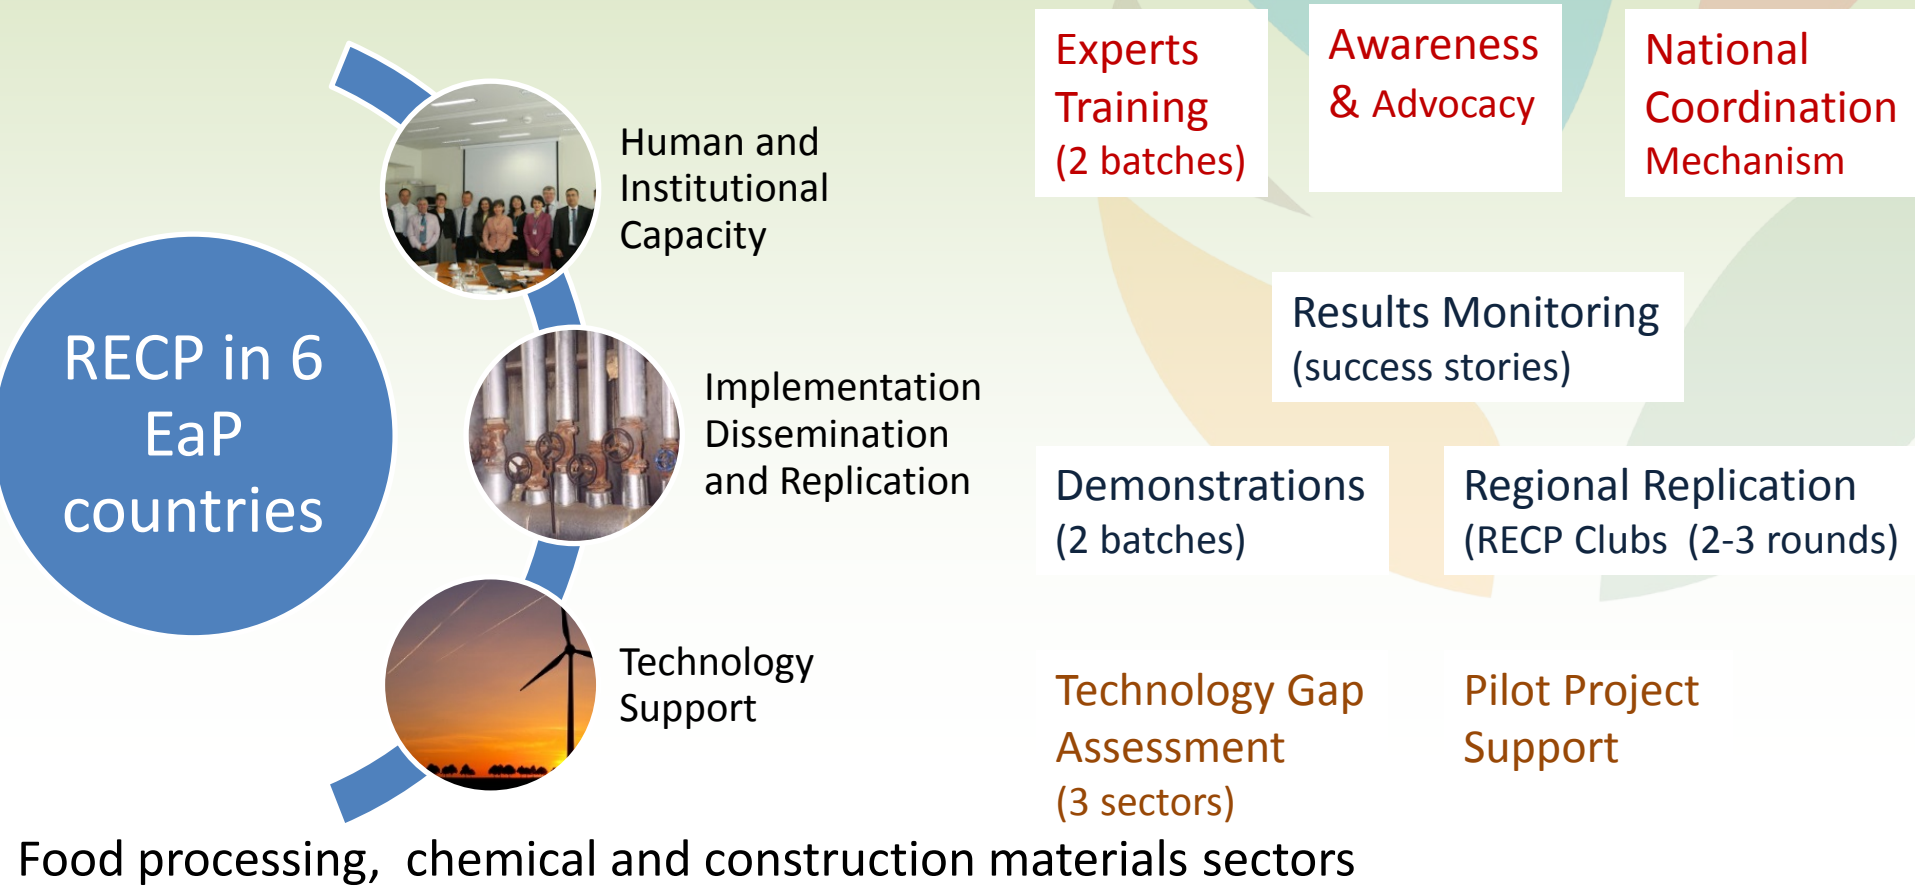 RECP in 6
EaP
countries
Human and
Institutional
Capacity
Implementation
Dissemination
and Replication
Technology
Support
Experts
Training
(2 batches)
Awareness
& Advocacy
National
Coordination
Mechanism
Results Monitoring
(success stories)
Demonstrations
(2 batches)
Regional Replication
(RECP Clubs (2-3 rounds)
Technology Gap
Assessment
(3 sectors)
Pilot Project
Support
Food processing, chemical and construction materials sectors